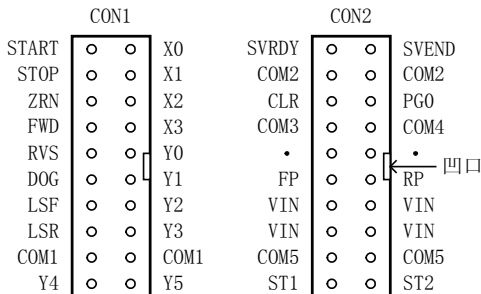 CON1 CON2
START X0 SVRDY SVEND
STOP X1 COM2 COM2
ZRN X2 CLR PG0
FWD X3 COM3 COM4
RVS Y0 • •
DOG Y1 FP RP 凹口
LSF Y2 VIN VIN
LSR Y3 VIN VIN
COM1 COM1 COM5 COM5
Y4 Y5 ST1 ST2